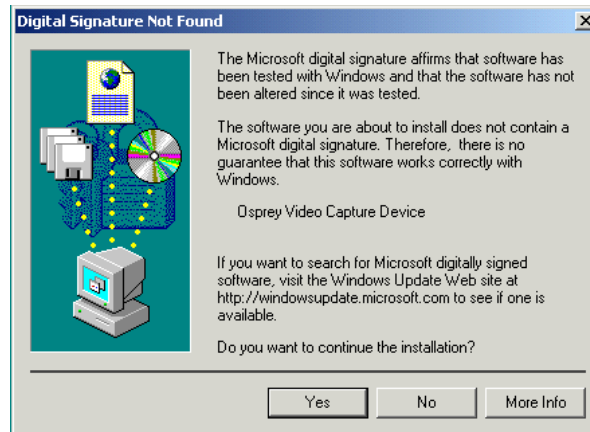 Digital Signature Not Found
The Microsoft digital signature affirms that software has
been tested with Windows and that the software has not
been altered since it was tested.
The software you are about to install does not contain a
Microsoft digital signature. Therefore,  there is no
guarantee that this software works correctly with
Windows.
Osprey Video Capture Device
If you want to search for Microsoft digitally signed
software, visit the Windows Update Web site at
http://windowsupdate.microsoft.com to see if one is
available.
Do you want to continue the installation?
Yes
No
More Info